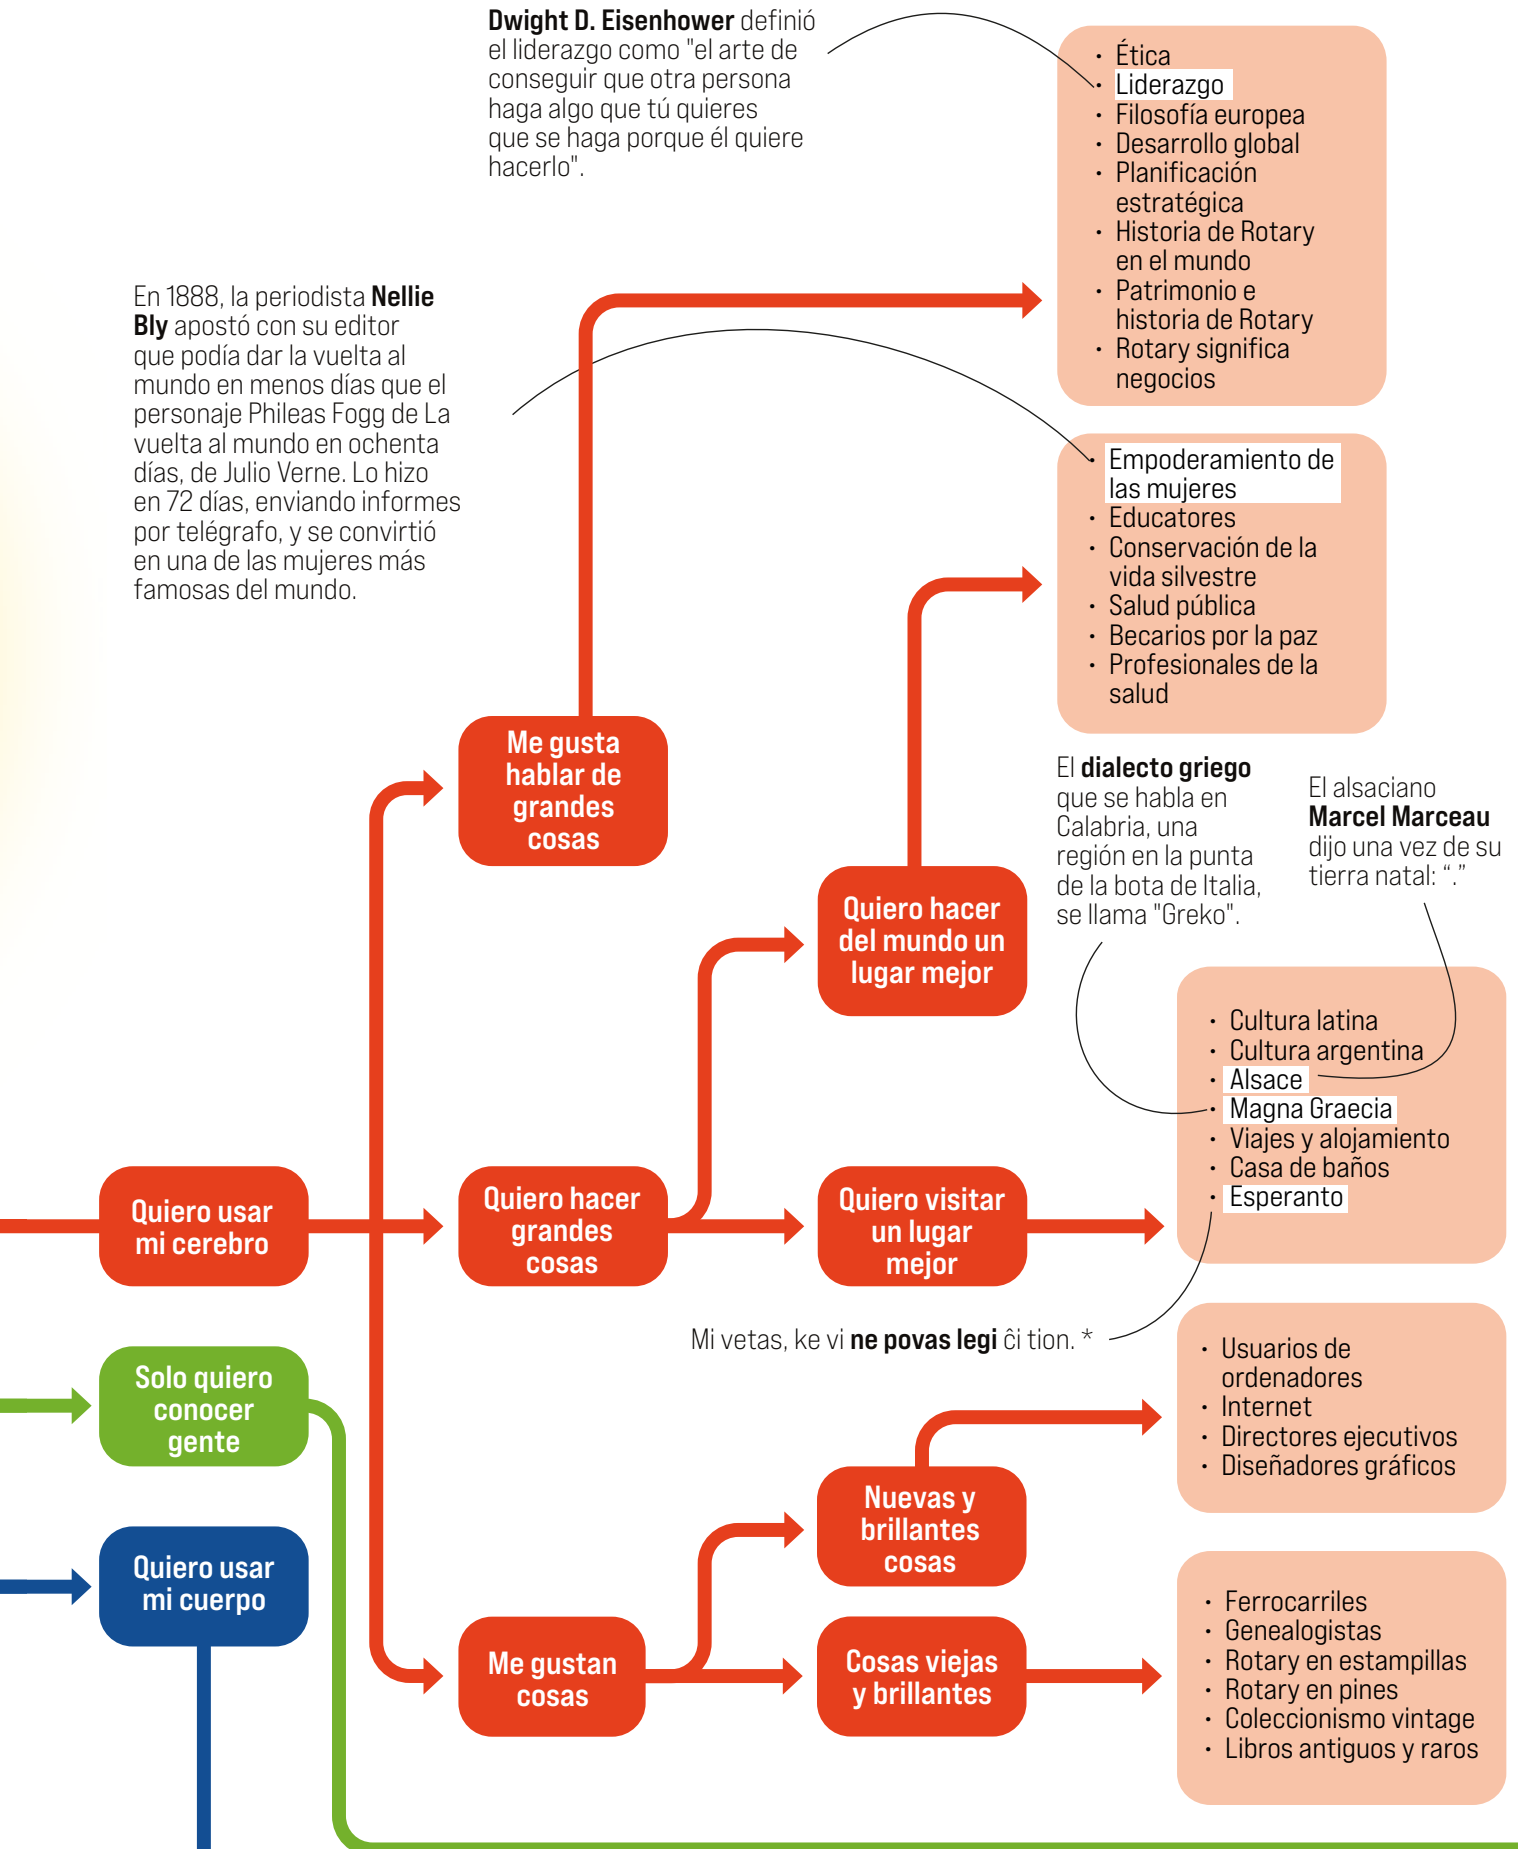 Dwight D. Eisenhower definió
el liderazgo como "el arte de
conseguir que otra persona
haga algo que tú quieres
que se haga porque él quiere
hacerlo".
· Ética
· Liderazgo
· Filosofía europea
· Desarrollo global
· Planificación
estratégica
· Historia de Rotary
en el mundo
· Patrimonio e
historia de Rotary
· Rotary significa
negocios
En 1888, la periodista Nellie
Bly apostó con su editor
que podía dar la vuelta al
mundo en menos días que el
personaje Phileas Fogg de La
vuelta al mundo en ochenta
días, de Julio Verne. Lo hizo
en 72 días, enviando informes
por telégrafo, y se convirtió
en una de las mujeres más
famosas del mundo.
· Empoderamiento de
las mujeres
· Educatores
· Conservación de la
vida silvestre
· Salud pública
· Becarios por la paz
· Profesionales de la
salud
Me gusta
hablar de
grandes
cosas
El dialecto griego
que se habla en
Calabria, una
región en la punta
de la bota de Italia,
se llama "Greko".
El alsaciano
Marcel Marceau
dijo una vez de su
tierra natal: “.”
Quiero hacer
del mundo un
lugar mejor
· Cultura latina
· Cultura argentina
· Alsace
· Magna Graecia
· Viajes y alojamiento
· Casa de baños
· Esperanto
Quiero usar
mi cerebro
Quiero hacer
grandes
cosas
Quiero visitar
un lugar
mejor
Mi vetas, ke vi ne povas legi ĉi tion. *
· Usuarios de
ordenadores
· Internet
· Directores ejecutivos
· Diseñadores gráficos
Solo quiero
conocer
gente
Nuevas y
brillantes
cosas
Quiero usar
mi cuerpo
Me gustan
cosas
Cosas viejas
y brillantes
· Ferrocarriles
· Genealogistas
· Rotary en estampillas
· Rotary en pines
· Coleccionismo vintage
· Libros antiguos y raros